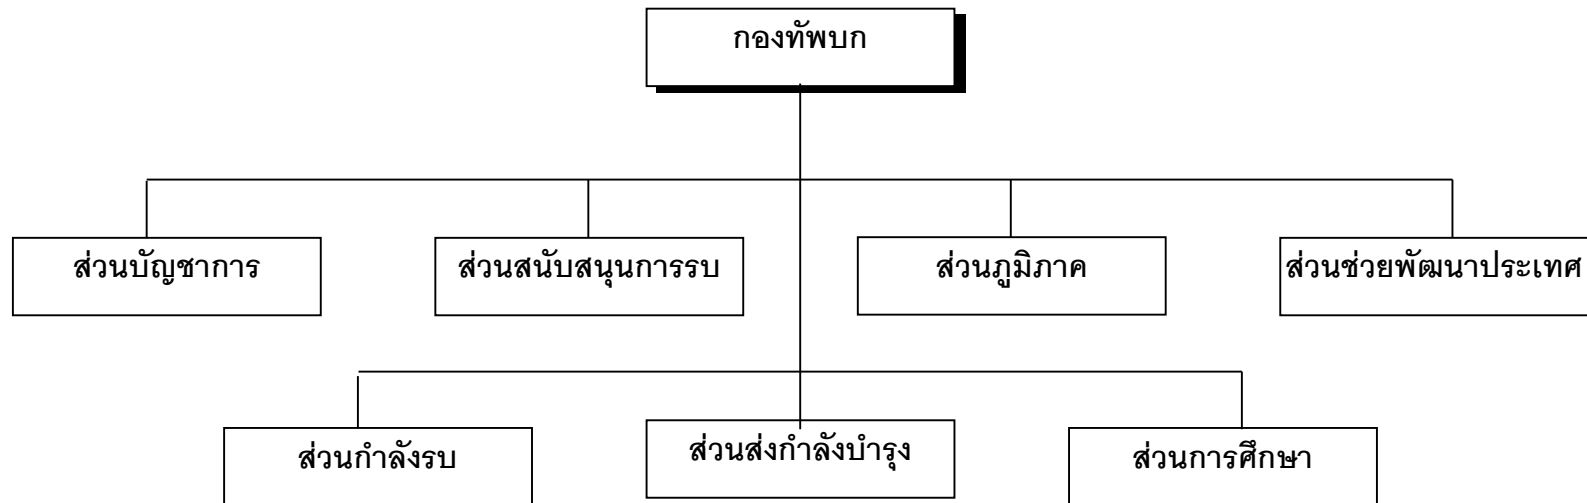 กองทัพบก
ส่วนบัญชาการ
ส่วนสนับสนุนการรบ
ส่วนภูมิภาค
ส่วนช่วยพัฒนาประเทศ
ส่วนกำลังรบ
ส่วนส่งกำลังบำรุง
ส่วนการศึกษา